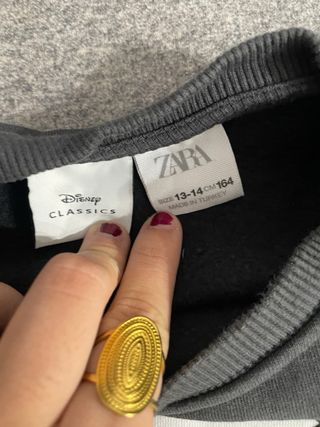 Disney
CLASSICS
ZARA
SIZE 13-14 CM 164
MADE IN TURKEY